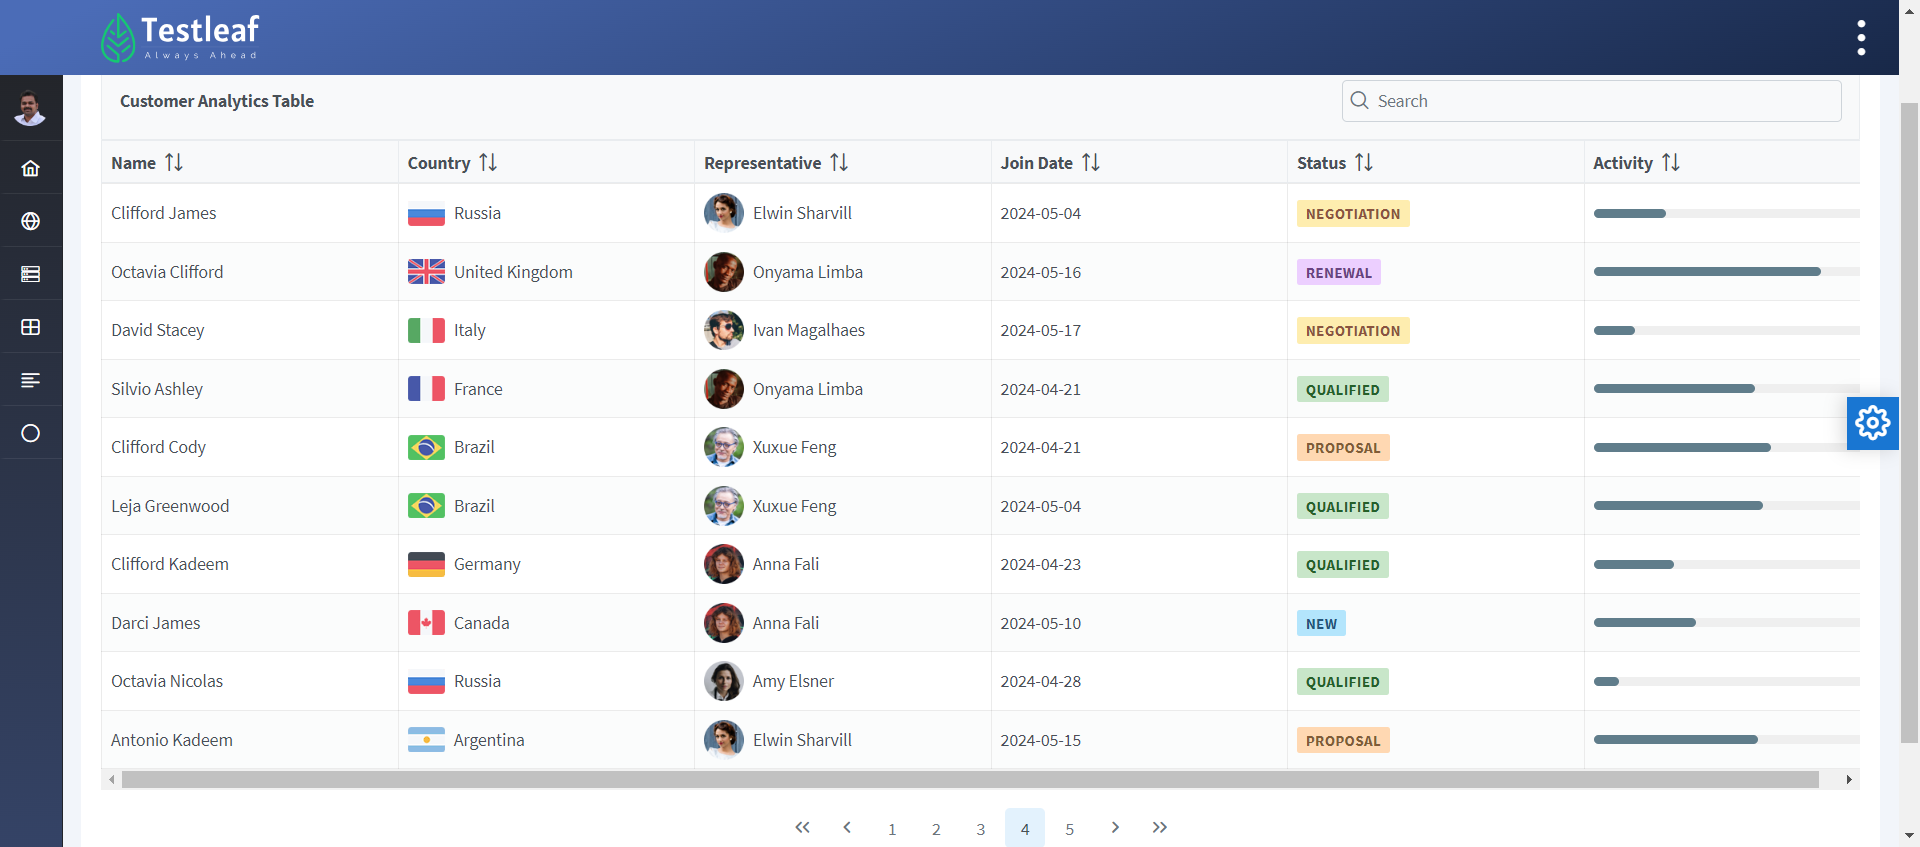 Testleaf
Always Ahead
Customer Analytics Table
Search
Name Country Representative Join Date Status Activity
Clifford James Russia Elwin Sharvill 2024-05-04 NEGOTIATION
Octavia Clifford United Kingdom Onyama Limba 2024-05-16 RENEWAL
David Stacey Italy Ivan Magalhaes 2024-05-17 NEGOTIATION
Silvio Ashley France Onyama Limba 2024-04-21 QUALIFIED
Clifford Cody Brazil Xuxue Feng 2024-04-21 PROPOSAL
Leja Greenwood Brazil Xuxue Feng 2024-05-04 QUALIFIED
Clifford Kadeem Germany Anna Fali 2024-04-23 QUALIFIED
Darci James Canada Anna Fali 2024-05-10 NEW
Octavia Nicolas Russia Amy Elsner 2024-04-28 QUALIFIED
Antonio Kadeem Argentina Elwin Sharvill 2024-05-15 PROPOSAL
1 2 3 4 5